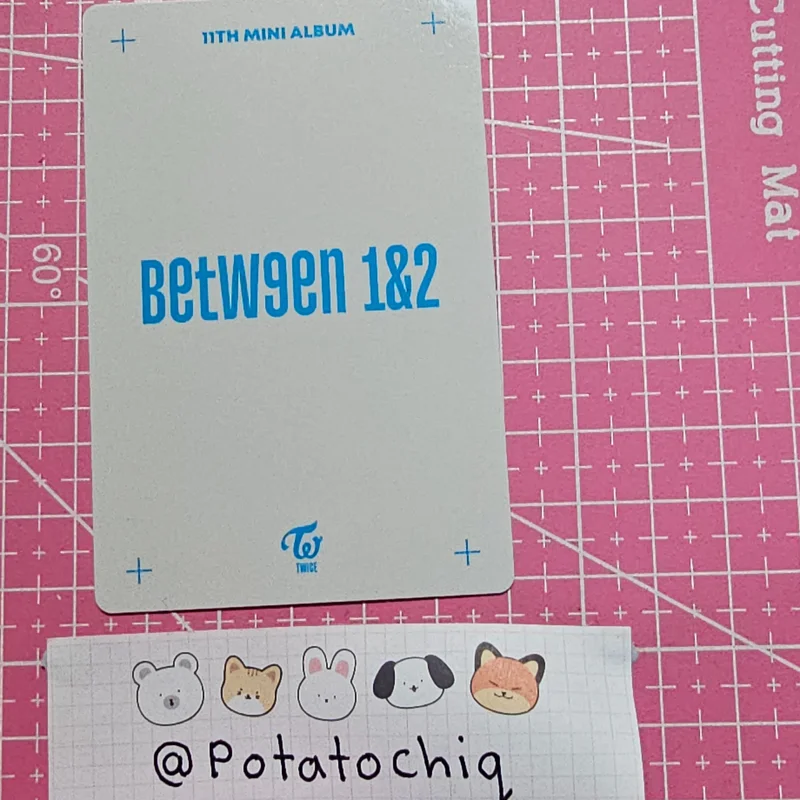 11TH MINI ALBUM
Cutting Mat
60°
BetW9en 1&2
TWICE
@Potatochiq